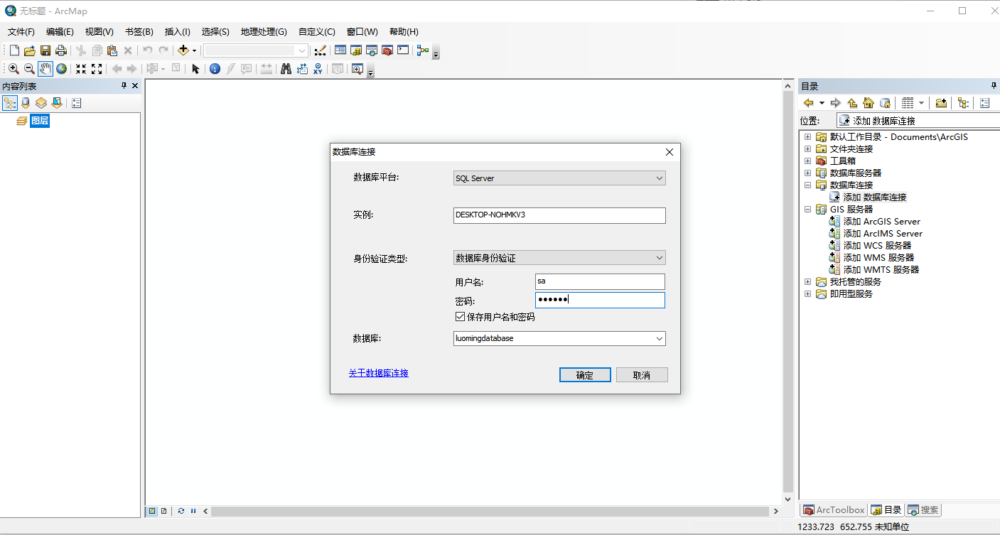 无标题 - ArcMap
文件(F) 编辑(E) 视图(V) 书签(B) 插入(I) 选择(S) 地理处理(G) 自定义(C) 窗口(W) 帮助(H)
内容列表
图层
数据库连接
数据库平台: SQL Server
实例: DESKTOP-NOHMKV3
身份验证类型: 数据库身份验证
用户名: sa
密码: ●●●●●●
保存用户名和密码
数据库: luomingdatabase
关于数据库连接
确定 取消
目录
位置: 添加 数据库连接
默认工作目录 - Documents\ArcGIS
文件夹连接
工具箱
数据库服务器
数据库连接
添加 数据库连接
GIS 服务器
添加 ArcGIS Server
添加 ArcIMS Server
添加 WCS 服务器
添加 WMS 服务器
添加 WMTS 服务器
我托管的服务
即用型服务
ArcToolbox 目录 搜索
1233.723 652.755 未知单位